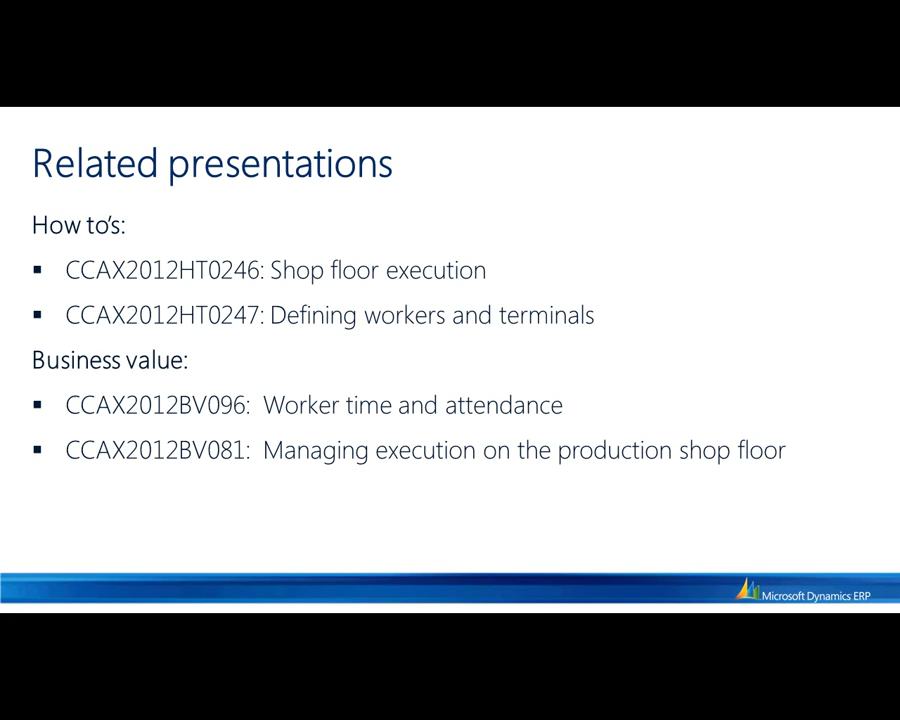 Related presentations
How to's:
▪ CCAX2012HT0246: Shop floor execution
▪ CCAX2012HT0247: Defining workers and terminals
Business value:
▪ CCAX2012BV096:  Worker time and attendance
▪ CCAX2012BV081:  Managing execution on the production shop floor
Microsoft Dynamics ERP